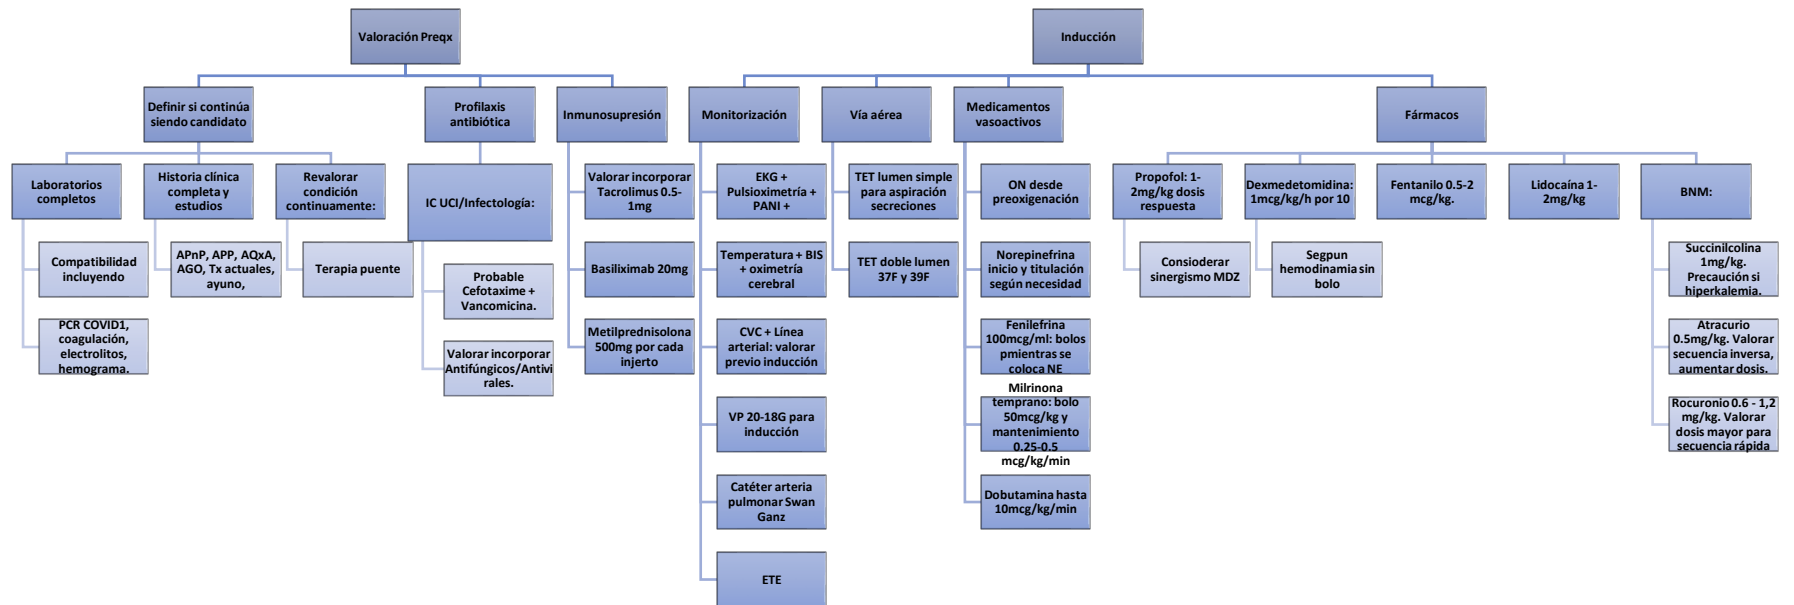 Valoración Preqx
Definir si continúa
siendo candidato
Laboratorios
completos
Compatibilidad
incluyendo
PCR COVID1,
coagulación,
electrolitos,
hemograma.
Historia clínica
completa y
estudios
APnP, APP, AQxA,
AGO, Tx actuales,
ayuno,
Revalorar
condición
continuamente:
Terapia puente
Profilaxis
antibiótica
IC UCI/Infectología:
Probable
Cefotaxime +
Vancomicina.
Valorar incorporar
Antifúngicos/Antivi
rales.
Inmunosupresión
Valorar incorporar
Tacrolimus 0.5-
1mg
Basiliximab 20mg
Metilprednisolona
500mg por cada
injerto
Inducción
Monitorización
EKG +
Pulsioximetría +
PANI +
Temperatura + BIS
+ oximetría
cerebral
CVC + Línea
arterial: valorar
previo inducción
VP 20-18G para
inducción
Catéter arteria
pulmonar Swan
Ganz
ETE
Vía aérea
TET lumen simple
para aspiración
secreciones
TET doble lumen
37F y 39F
Medicamentos
vasoactivos
ON desde
preoxigenación
Norepinefrina
inicio y titulación
según necesidad
Fenilefrina
100mcg/ml: bolos
pmientras se
coloca NE
Milrinona
temprano: bolo
50mcg/kg y
mantenimiento
0.25-0.5
mcg/kg/min
Dobutamina hasta
10mcg/kg/min
Fármacos
Propofol: 1-
2mg/kg dosis
respuesta
Consioderar
sinergismo MDZ
Dexmedetomidina:
1mcg/kg/h por 10
Segpun
hemodinamia sin
bolo
Fentanilo 0.5-2
mcg/kg.
Lidocaína 1-
2mg/kg
BNM:
Succinilcolina
1mg/kg.
Precaución si
hiperkalemia.
Atracurio
0.5mg/kg. Valorar
secuencia inversa,
aumentar dosis.
Rocuronio 0.6 - 1,2
mg/kg. Valorar
dosis mayor para
secuencia rápida